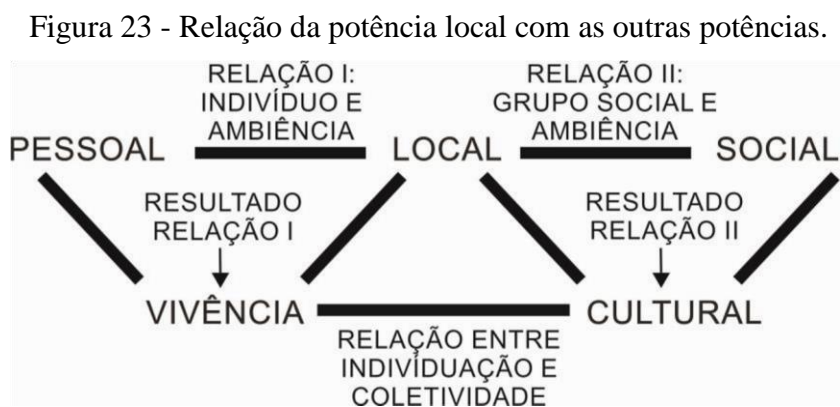 Figura 23 - Relação da potência local com as outras potências.
RELAÇÃO I:
INDIVÍDUO E
AMBIÊNCIA
RELAÇÃO II:
GRUPO SOCIAL E
AMBIÊNCIA
PESSOAL
LOCAL
SOCIAL
RESULTADO
RELAÇÃO I
RESULTADO
RELAÇÃO II
VIVÊNCIA
CULTURAL
RELAÇÃO ENTRE
INDIVIDUAÇÃO E
COLETIVIDADE